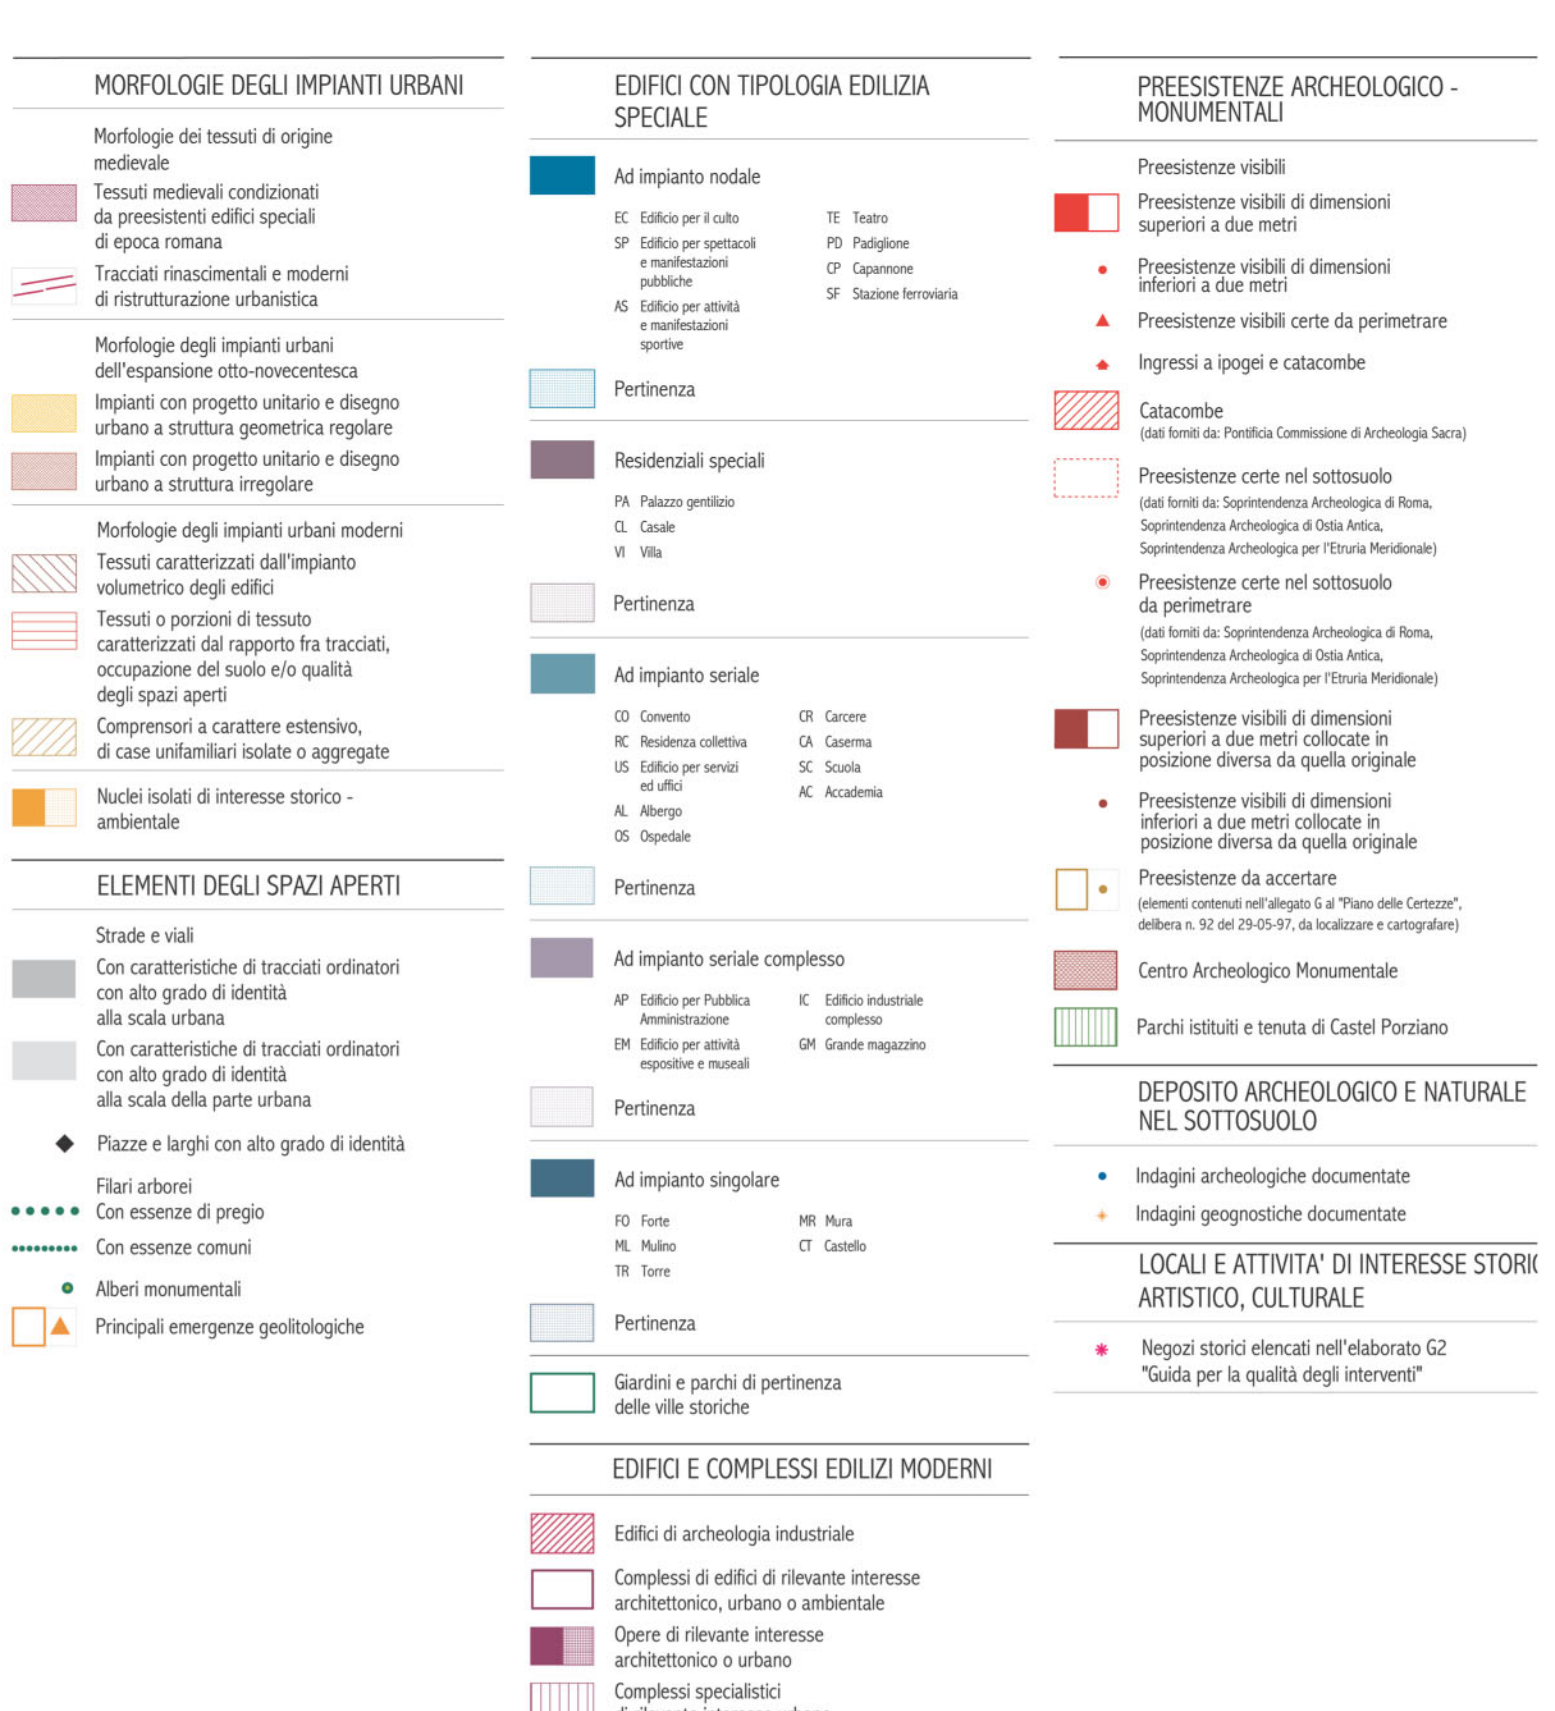 MORFOLOGIE DEGLI IMPIANTI URBANI
Morfologie dei tessuti di origine
medievale
Tessuti medievali condizionati
da preesistenti edifici speciali
di epoca romana
Tracciati rinascimentali e moderni
di ristrutturazione urbanistica
Morfologie degli impianti urbani
dell'espansione otto-novecentesca
Impianti con progetto unitario e disegno
urbano a struttura geometrica regolare
Impianti con progetto unitario e disegno
urbano a struttura irregolare
Morfologie degli impianti urbani moderni
Tessuti caratterizzati dall'impianto
volumetrico degli edifici
Tessuti o porzioni di tessuto
caratterizzati dal rapporto fra tracciati,
occupazione del suolo e/o qualità
degli spazi aperti
Comprensori a carattere estensivo,
di case unifamiliari isolate o aggregate
Nuclei isolati di interesse storico -
ambientale
ELEMENTI DEGLI SPAZI APERTI
Strade e viali
Con caratteristiche di tracciati ordinatori
con alto grado di identità
alla scala urbana
Con caratteristiche di tracciati ordinatori
con alto grado di identità
alla scala della parte urbana
Piazze e larghi con alto grado di identità
Filari arborei
Con essenze di pregio
Con essenze comuni
Alberi monumentali
Principali emergenze geolitologiche
EDIFICI CON TIPOLOGIA EDILIZIA
SPECIALE
Ad impianto nodale
EC Edificio per il culto
SP Edificio per spettacoli
e manifestazioni
pubbliche
AS Edificio per attività
e manifestazioni
sportive
TE Teatro
PD Padiglione
CP Capannone
SF Stazione ferroviaria
Pertinenza
Residenziali speciali
PA Palazzo gentilizio
CL Casale
VI Villa
Pertinenza
Ad impianto seriale
CO Convento
RC Residenza collettiva
US Edificio per servizi
ed uffici
AL Albergo
OS Ospedale
CR Carcere
CA Caserma
SC Scuola
AC Accademia
Pertinenza
Ad impianto seriale complesso
AP Edificio per Pubblica
Amministrazione
EM Edificio per attività
espositive e museali
IC Edificio industriale
complesso
GM Grande magazzino
Pertinenza
Ad impianto singolare
FO Forte
ML Mulino
TR Torre
MR Mura
CT Castello
Pertinenza
Giardini e parchi di pertinenza
delle ville storiche
EDIFICI E COMPLESSI EDILIZI MODERNI
Edifici di archeologia industriale
Complessi di edifici di rilevante interesse
architettonico, urbano o ambientale
Opere di rilevante interesse
architettonico o urbano
Complessi specialistici
PREESISTENZE ARCHEOLOGICO -
MONUMENTALI
Preesistenze visibili
Preesistenze visibili di dimensioni
superiori a due metri
Preesistenze visibili di dimensioni
inferiori a due metri
Preesistenze visibili certe da perimetrare
Ingressi a ipogei e catacombe
Catacombe
(dati forniti da: Pontificia Commissione di Archeologia Sacra)
Preesistenze certe nel sottosuolo
(dati forniti da: Soprintendenza Archeologica di Roma,
Soprintendenza Archeologica di Ostia Antica,
Soprintendenza Archeologica per l'Etruria Meridionale)
Preesistenze certe nel sottosuolo
da perimetrare
(dati forniti da: Soprintendenza Archeologica di Roma,
Soprintendenza Archeologica di Ostia Antica,
Soprintendenza Archeologica per l'Etruria Meridionale)
Preesistenze visibili di dimensioni
superiori a due metri collocate in
posizione diversa da quella originale
Preesistenze visibili di dimensioni
inferiori a due metri collocate in
posizione diversa da quella originale
Preesistenze da accertare
(elementi contenuti nell'allegato G al "Piano delle Certezze",
delibera n. 92 del 29-05-97, da localizzare e cartografare)
Centro Archeologico Monumentale
Parchi istituiti e tenuta di Castel Porziano
DEPOSITO ARCHEOLOGICO E NATURALE
NEL SOTTOSUOLO
Indagini archeologiche documentate
Indagini geognostiche documentate
LOCALI E ATTIVITA' DI INTERESSE
ARTISTICO, CULTURALE
Negozi storici elencati nell'elaborato G2
"Guida per la qualità degli interventi"